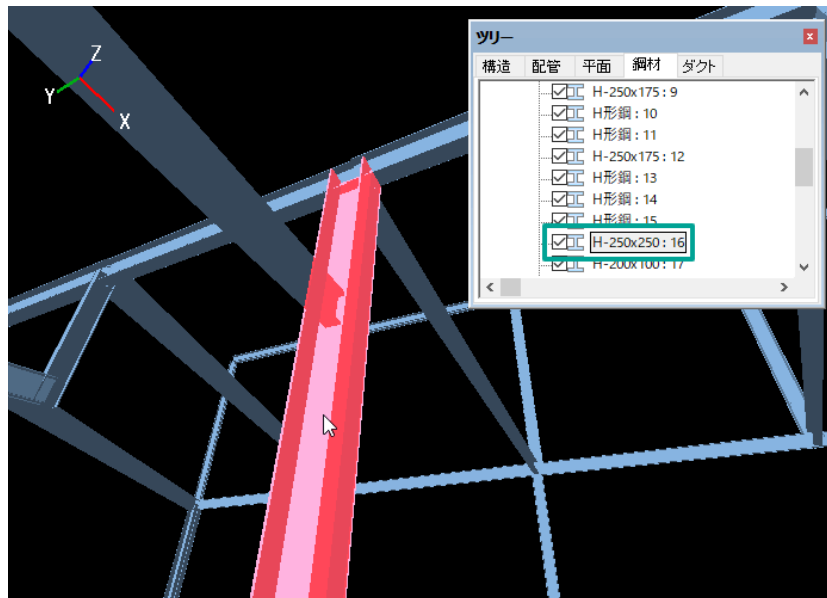 ツリー
構造 配管 平面 鋼材 ダクト
H-250x175 : 9
H形鋼 : 10
H形鋼 : 11
H-250x175 : 12
H形鋼 : 13
H形鋼 : 14
H形鋼 : 15
H-250x250 : 16
H-200x100 : 17
Z
Y
X